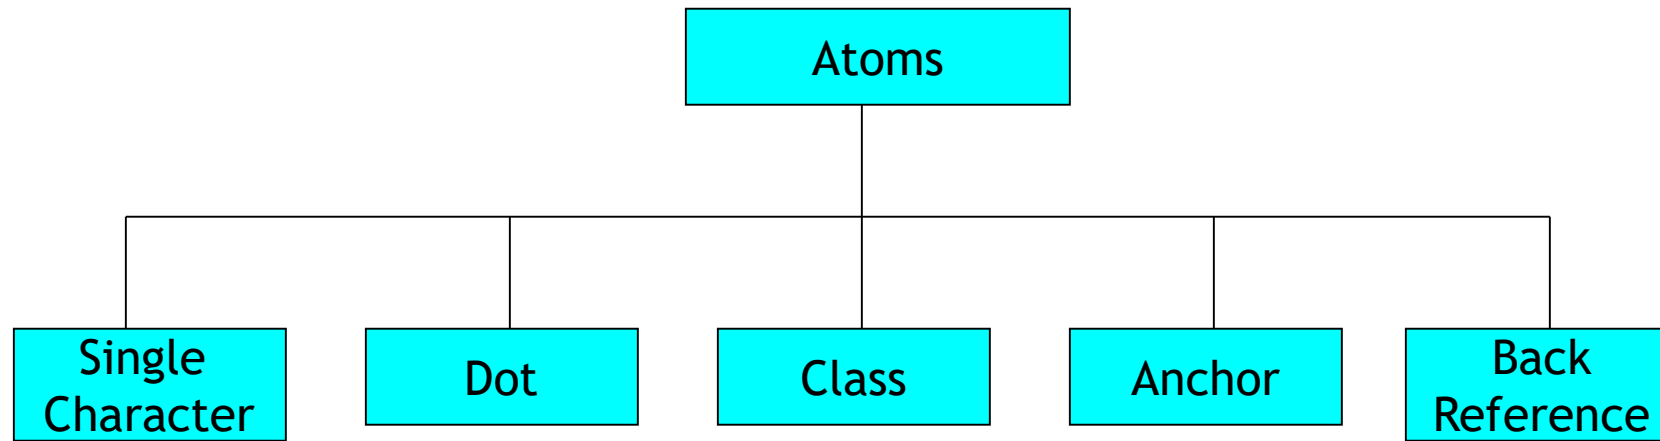 Atoms
Single
Character
Dot
Class
Anchor
Back
Reference